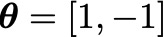 θ = [1, −1]